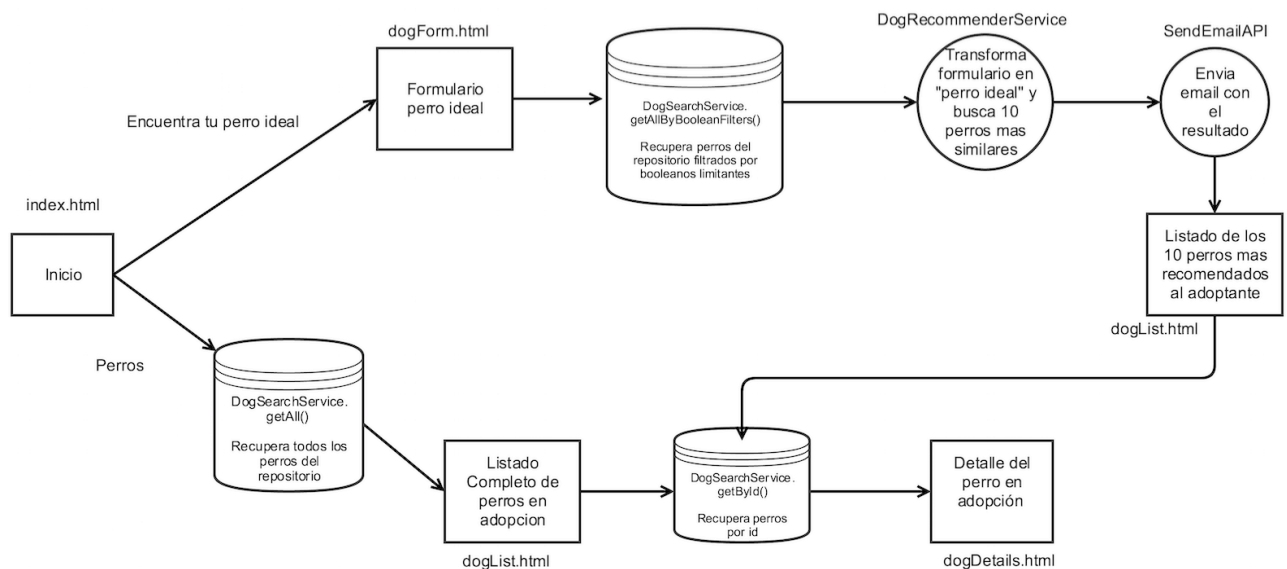 dogForm.html
Formulario
perro ideal
DogSearchService.
getAllByBooleanFilters()
Recupera perros del
repositorio filtrados por
booleanos limitantes
DogRecommenderService
Transforma
formulario en
"perro ideal" y
busca 10
perros mas
similares
SendEmailAPI
Envia
email con
el
resultado
Encuentra tu perro ideal
index.html
Inicio
Listado de los
10 perros mas
recomendados
al adoptante
dogList.html
Perros
DogSearchService.
getAll()
Recupera todos los
perros del
repositorio
Listado
Completo de
perros en
adopcion
dogList.html
DogSearchService.
getById()
Recupera perros
por id
Detalle del
perro en
adopción
dogDetails.html